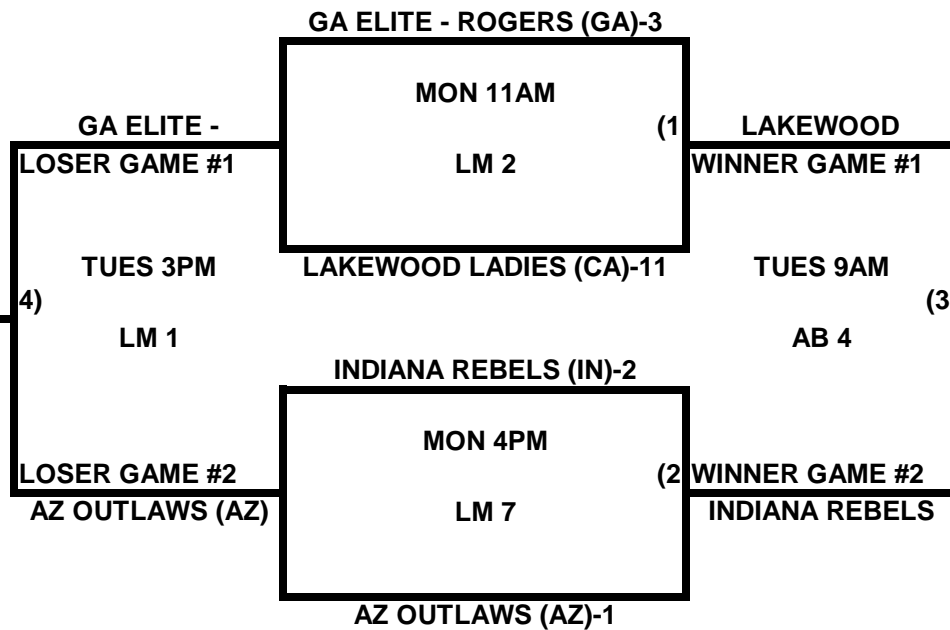 GA ELITE - ROGERS (GA)-3
MON 11AM
GA ELITE -
(1
LAKEWOOD
LOSER GAME #1
LM 2
WINNER GAME #1
TUES 3PM
LAKEWOOD LADIES (CA)-11
TUES 9AM
4)
(3
LM 1
AB 4
INDIANA REBELS (IN)-2
MON 4PM
LOSER GAME #2
(2
WINNER GAME #2
AZ OUTLAWS (AZ)
LM 7
INDIANA REBELS
AZ OUTLAWS (AZ)-1